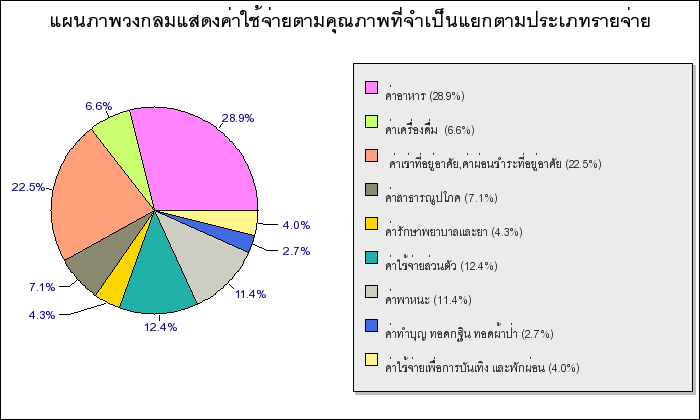 แผนภาพวงกลมแสดงค่าใช้จ่ายตามคุณภาพที่จำเป็นแยกตามประเภทรายจ่าย
28.9%
6.6%
22.5%
7.1%
4.3%
12.4%
11.4%
2.7%
4.0%
ค่าอาหาร (28.9%)
ค่าเครื่องดื่ม (6.6%)
ค่าเช่าที่อยู่อาศัย,ค่าผ่อนชำระที่อยู่อาศัย (22.5%)
ค่าสาธารณูปโภค (7.1%)
ค่ารักษาพยาบาลและยา (4.3%)
ค่าใช้จ่ายส่วนตัว (12.4%)
ค่าพาหนะ (11.4%)
ค่าทำบุญ ทอดกฐิน ทอดผ้าป่า (2.7%)
ค่าใช้จ่ายเพื่อการบันเทิง และพักผ่อน (4.0%)